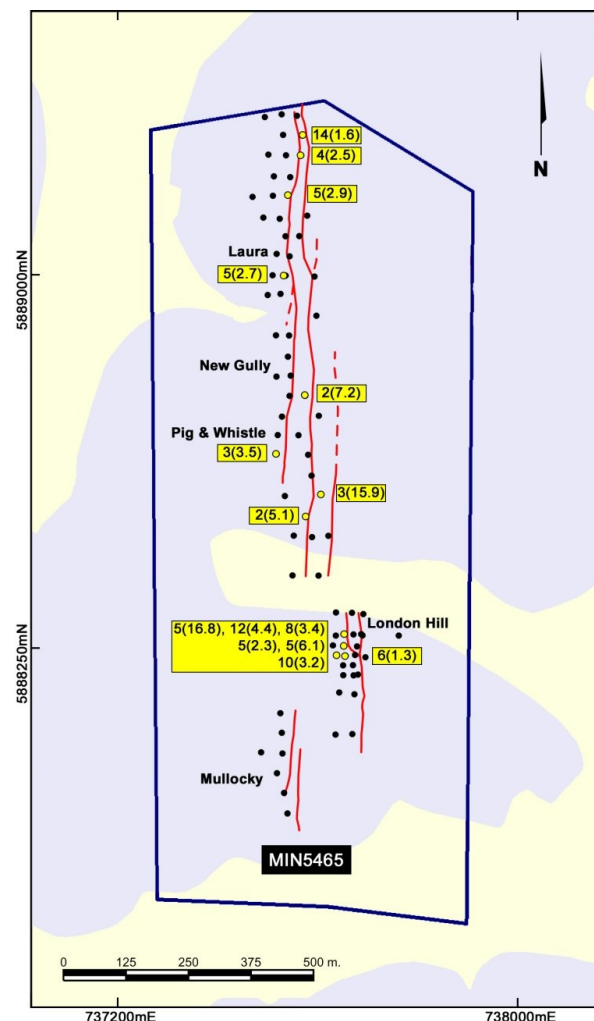 14(1.6)
4(2.5)
N
5(2.9)
Laura
5889000mN
5(2.7)
New Gully
2(7.2)
Pig & Whistle
3(3.5)
3(15.9)
2(5.1)
London Hill
5(16.8), 12(4.4), 8(3.4)
5(2.3), 5(6.1)
10(3.2)
6(1.3)
5888250mN
Mullocky
MIN5465
0 125 250 375 500 m.
737200mE 738000mE